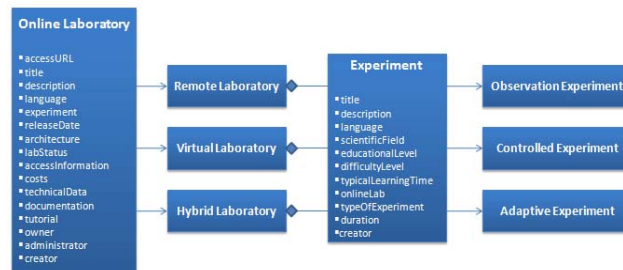 Online Laboratory
▪ accessURL
▪ title
▪ description
▪ language
▪ experiment
▪ releaseDate
▪ architecture
▪ labStatus
▪ accessInformation
▪ costs
▪ technicalData
▪ documentation
▪ tutorial
▪ owner
▪ administrator
▪ creator
Remote Laboratory
Virtual Laboratory
Hybrid Laboratory
Experiment
▪ title
▪ description
▪ language
▪ scientificField
▪ educationalLevel
▪ difficultyLevel
▪ typicalLearningTime
▪ onlineLab
▪ typeOfExperiment
▪ duration
▪ creator
Observation Experiment
Controlled Experiment
Adaptive Experiment